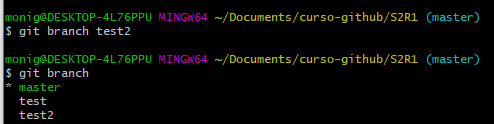 monig@DESKTOP-4L76PPU MINGW64 ~/Documents/curso-github/S2R1 (master)
$ git branch test2
monig@DESKTOP-4L76PPU MINGW64 ~/Documents/curso-github/S2R1 (master)
$ git branch
* master
test
test2